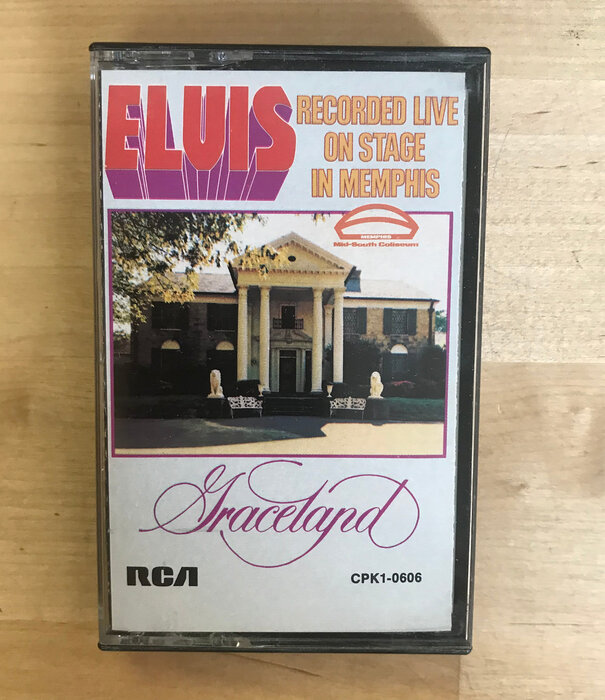 ELVIS
RECORDED LIVE
ON STAGE
IN MEMPHIS
MEMPHIS
Mid-South Coliseum
Graceland
RCA
CPK1-0606